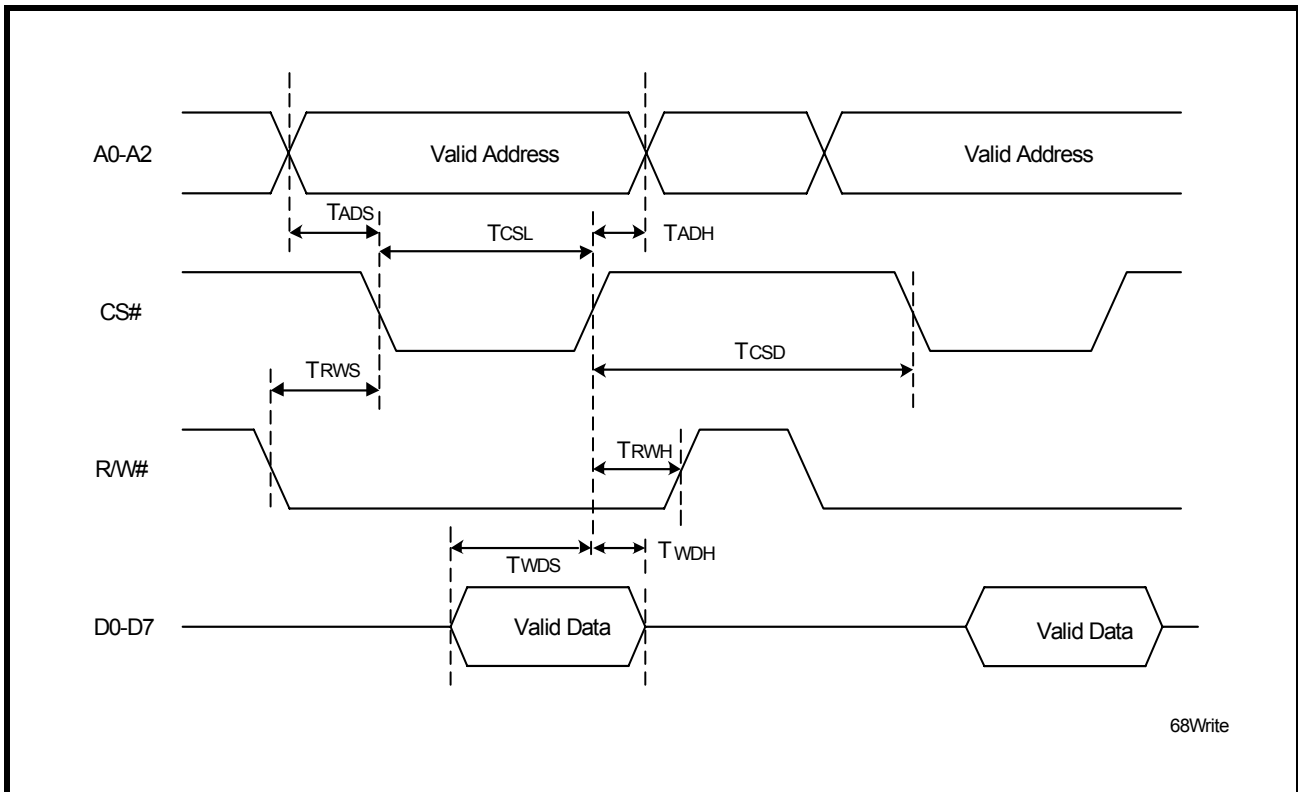 A0-A2
Valid Address
Valid Address
TADS
TCSL
TADH
CS#
TCSD
TRWS
TRWH
R/W#
TWDS
TWDH
D0-D7
Valid Data
Valid Data
68Write